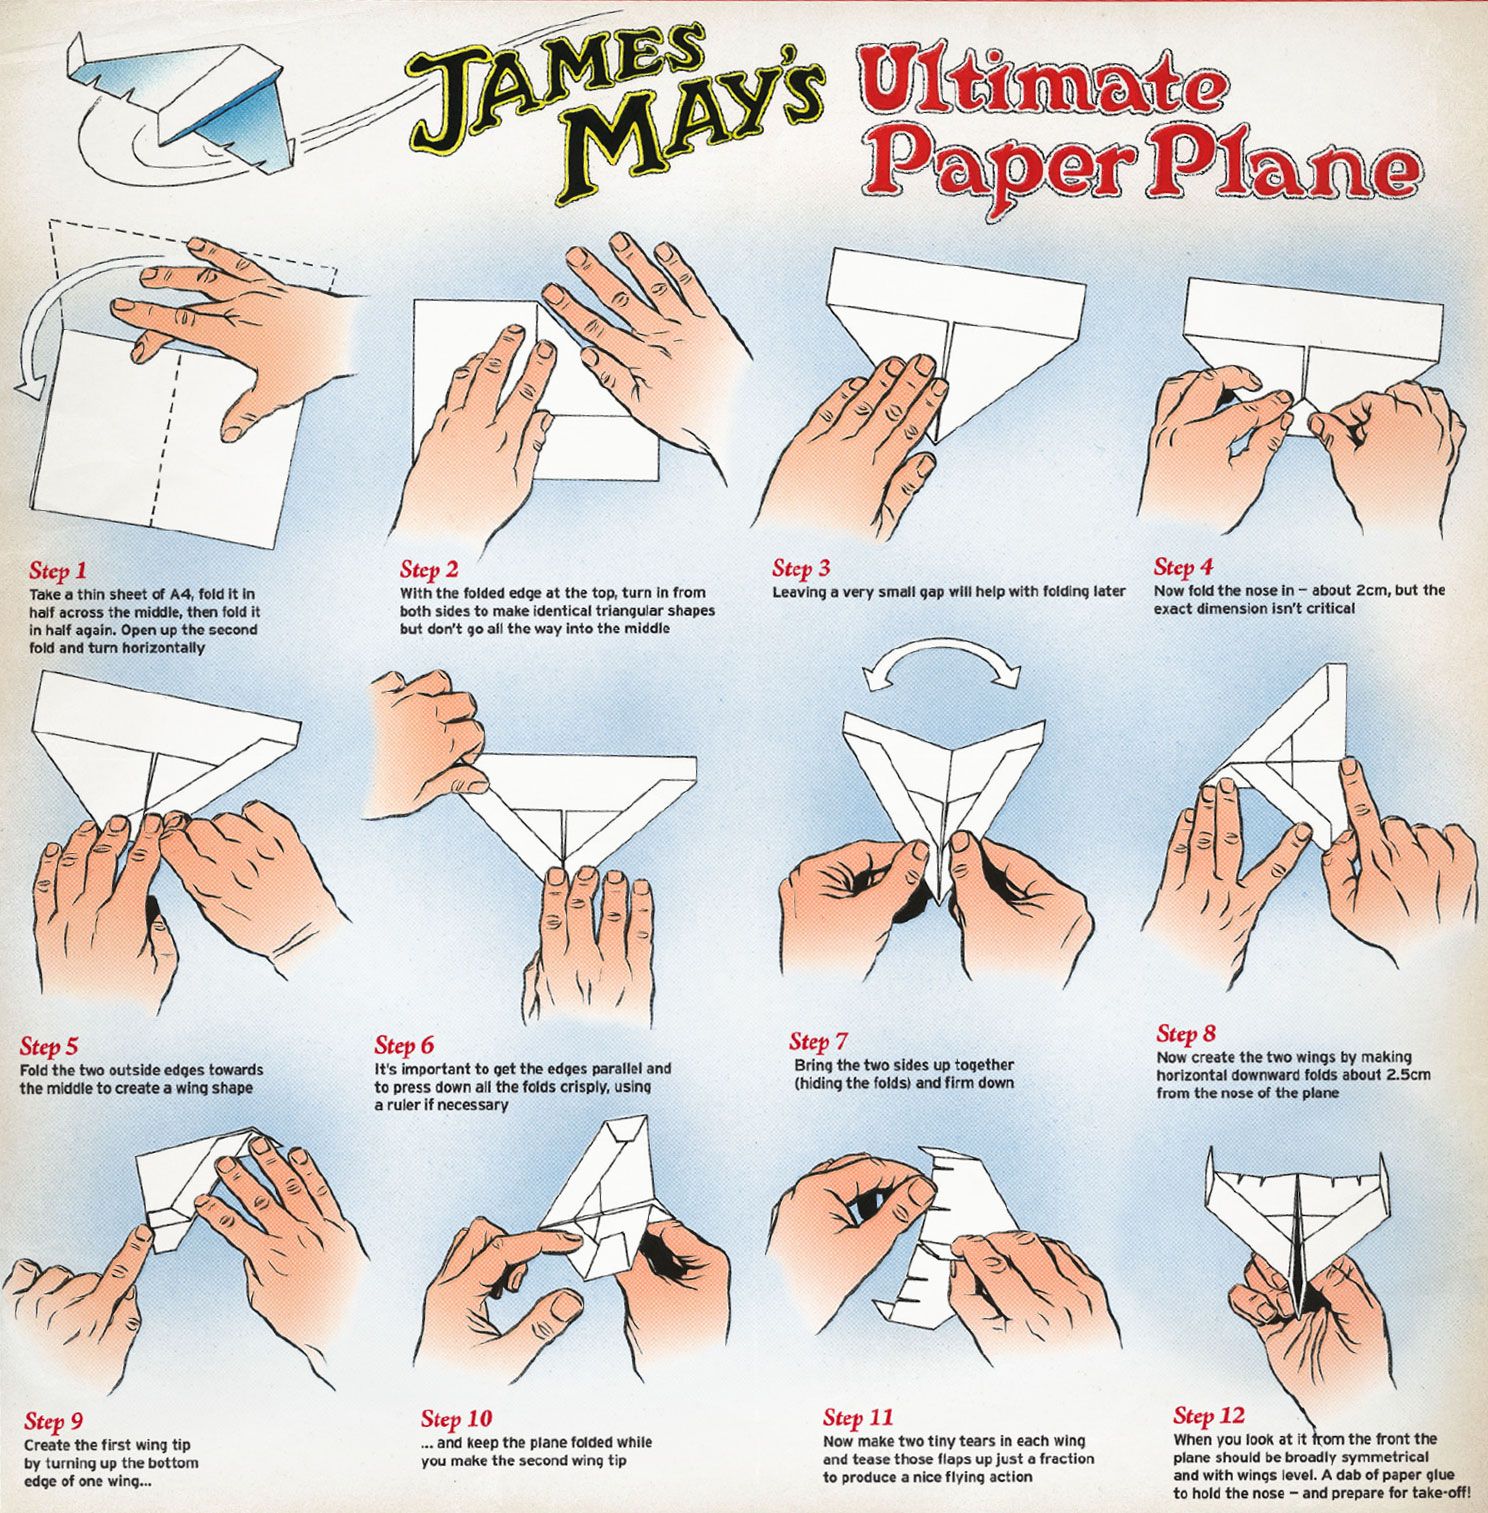 JAMES
MAY'S
Ultimate
Paper Plane
Step 1
Take a thin sheet of A4, fold it in
half across the middle, then fold it
in half again. Open up the second
fold and turn horizontally
Step 2
With the folded edge at the top, turn in from
both sides to make identical triangular shapes
but don't go all the way into the middle
Step 3
Leaving a very small gap will help with folding later
Step 4
Now fold the nose in – about 2cm, but the
exact dimension isn't critical
Step 5
Fold the two outside edges towards
the middle to create a wing shape
Step 6
It's important to get the edges parallel and
to press down all the folds crisply, using
a ruler if necessary
Step 7
Bring the two sides up together
(hiding the folds) and firm down
Step 8
Now create the two wings by making
horizontal downward folds about 2.5cm
from the nose of the plane
Step 9
Create the first wing tip
by turning up the bottom
edge of one wing...
Step 10
... and keep the plane folded while
you make the second wing tip
Step 11
Now make two tiny tears in each wing
and tease those flaps up just a fraction
to produce a nice flying action
Step 12
When you look at it from the front the
plane should be broadly symmetrical
and with wings level. A dab of paper glue
to hold the nose – and prepare for take-off!